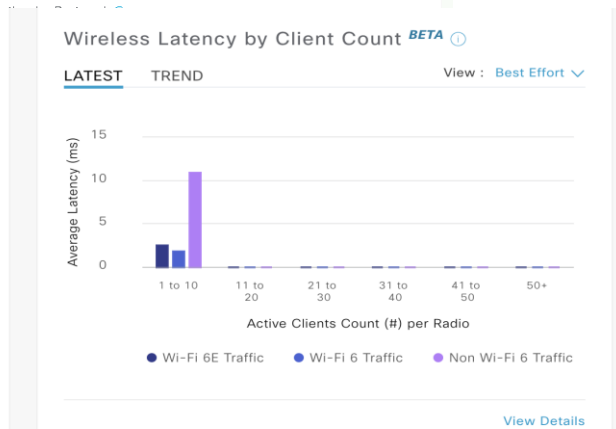 Wireless Latency by Client Count BETA
LATEST TREND View : Best Effort
Average Latency (ms)
15
10
5
0
1 to 10 11 to 20 21 to 30 31 to 40 41 to 50 50+
Active Clients Count (#) per Radio
Wi-Fi 6E Traffic Wi-Fi 6 Traffic Non Wi-Fi 6 Traffic
View Details